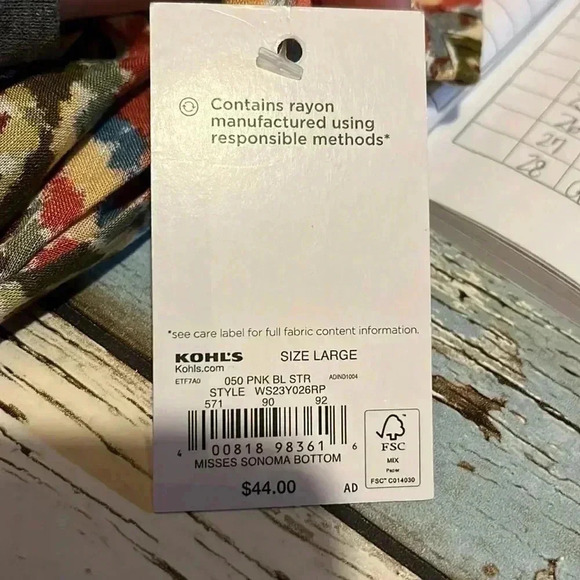 Contains rayon
manufactured using
responsible methods*
27
28
*see care label for full fabric content information.
KOHL'S SIZE LARGE
Kohls.com
ETF7A0 050 PNK BL STR ADIND1004
STYLE WS23Y026RP
571 90 92
4 00818 98361 6
MISSES SONOMA BOTTOM
$44.00 AD
FSC
MIX
Paper
FSC™ C014030